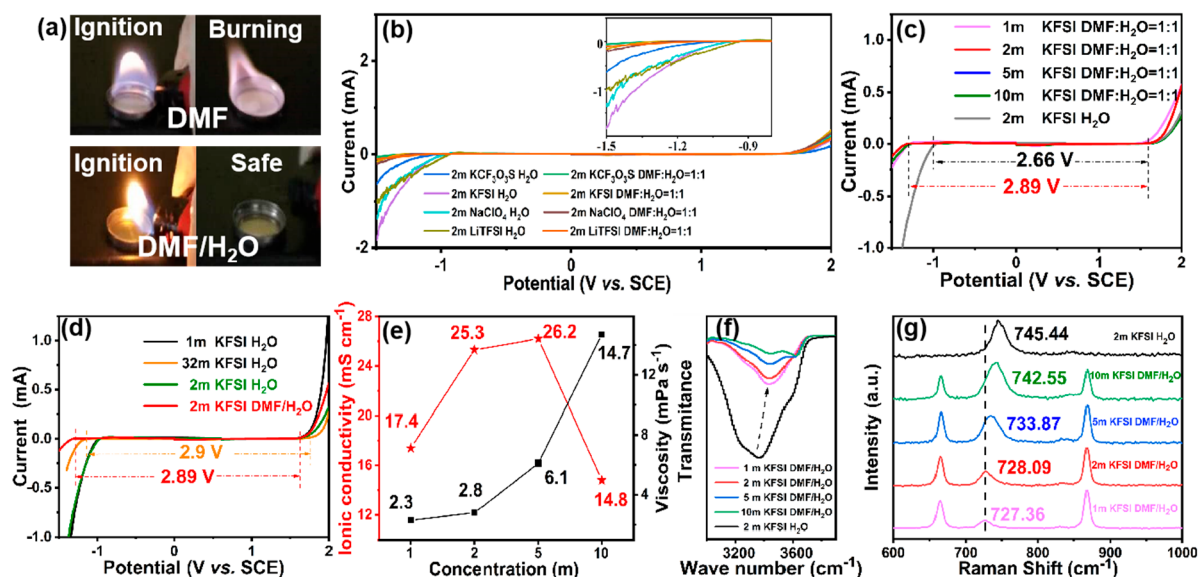 (a)
Ignition Burning
DMF
Ignition Safe
DMF/H₂O
(b)
Current (mA)
2
0
-2
0
-1
-1.5 -1.2 -0.9
2m KCF₃O₃S H₂O 2m KCF₃O₃S DMF:H₂O=1:1
2m KFSI H₂O 2m KFSI DMF:H₂O=1:1
2m NaClO₄ H₂O 2m NaClO₄ DMF:H₂O=1:1
2m LiTFSI H₂O 2m LiTFSI DMF:H₂O=1:1
-1 0 1 2
Potential (V vs. SCE)
(c)
Current (mA)
1.0
0.5
0.0
-0.5
-1.0
1m KFSI DMF:H₂O=1:1
2m KFSI DMF:H₂O=1:1
5m KFSI DMF:H₂O=1:1
10m KFSI DMF:H₂O=1:1
2m KFSI H₂O
2.66 V
2.89 V
-1 0 1 2
Potential (V vs. SCE)
(d)
Current (mA)
1.0
0.5
0.0
-0.5
-1.0
1m KFSI H₂O
32m KFSI H₂O
2m KFSI H₂O
2m KFSI DMF/H₂O
2.9 V
2.89 V
-1 0 1 2
Potential (V vs. SCE)
(e)
Ionic conductivity (mS cm⁻¹)
28
26
24
22
20
18
16
14
12
25.3 26.2
17.4
14.8
14.7
6.1
2.8
2.3
Viscosity (mPa s⁻¹)
14
12
10
8
6
4
1 2 5 10
Concentration (m)
(f)
Transmitance
1 m KFSI DMF/H₂O
2 m KFSI DMF/H₂O
5 m KFSI DMF/H₂O
10m KFSI DMF/H₂O
2 m KFSI H₂O
3200 3600
Wave number (cm⁻¹)
(g)
Intensity (a.u.)
745.44 2m KFSI H₂O
742.55 10m KFSI DMF/H₂O
733.87 5m KFSI DMF/H₂O
728.09 2m KFSI DMF/H₂O
727.36 1m KFSI DMF/H₂O
600 700 800 900 1000
Raman Shift (cm⁻¹)